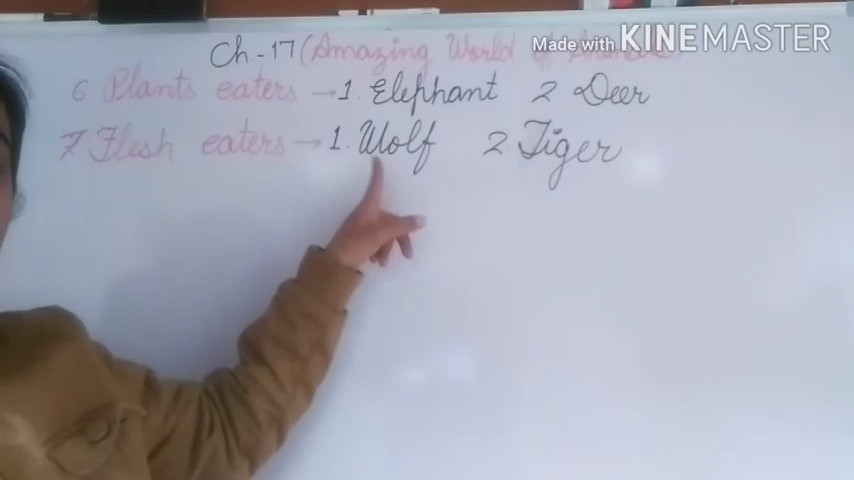 Made with KINEMASTER
Ch-17 (Amazing World of Animals)
6. Plants eaters → 1. Elephant 2 Deer
7. Flesh eaters → 1. Wolf 2. Tiger